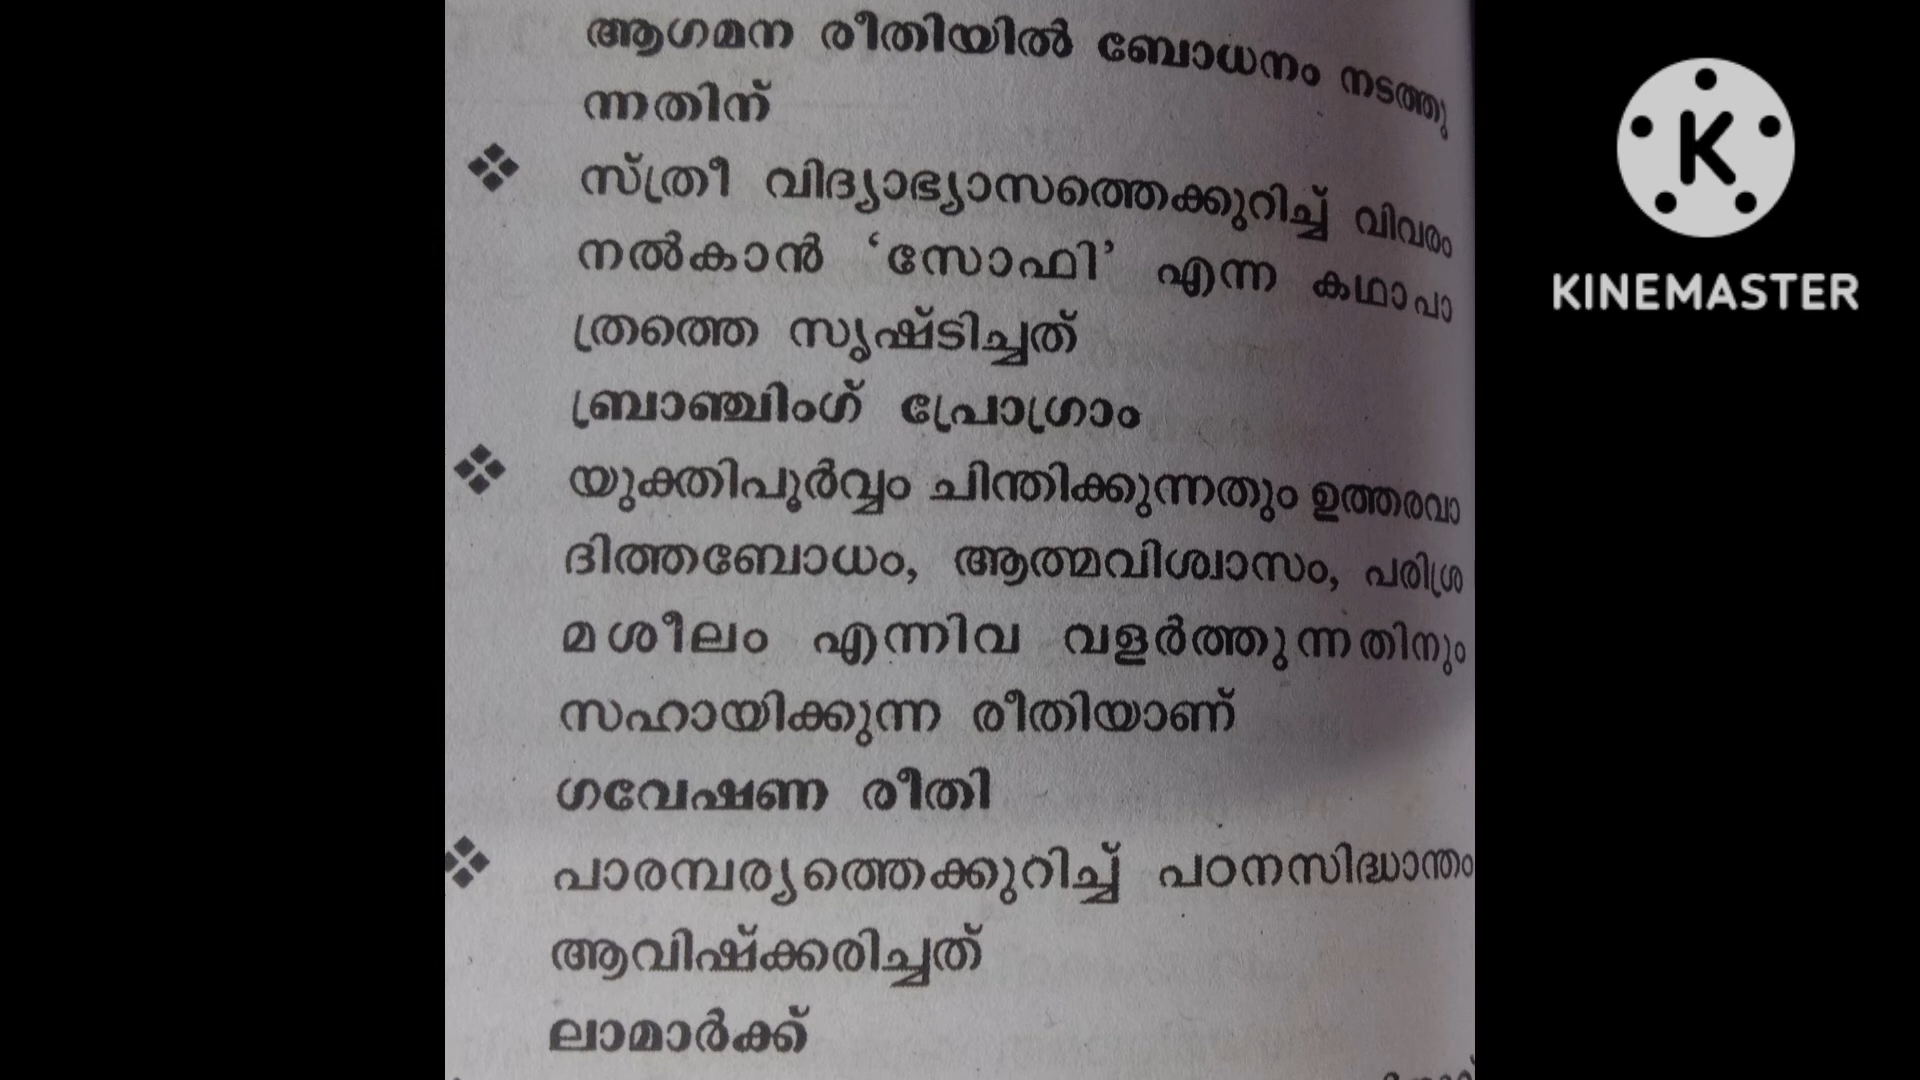 ആഗമന രീതിയിൽ ബോധനം നടത്തു
ന്നതിന്
സ്ത്രീ വിദ്യാഭ്യാസത്തെക്കുറിച്ച് വിവരം
നൽകാൻ ‘സോഫി’ എന്ന കഥാപാ
ത്രത്തെ സൃഷ്ടിച്ചത്
ബ്രാഞ്ചിംഗ് പ്രോഗ്രാം
യുക്തിപൂർവ്വം ചിന്തിക്കുന്നതും ഉത്തരവാ
ദിത്തബോധം, ആത്മവിശ്വാസം, പരിശ്ര
മശീലം എന്നിവ വളർത്തുന്നതിനും
സഹായിക്കുന്ന രീതിയാണ്
ഗവേഷണ രീതി
പാരമ്പര്യത്തെക്കുറിച്ച് പഠനസിദ്ധാന്തം
ആവിഷ്ക്കരിച്ചത്
ലാമാർക്ക്
K
KINEMASTER